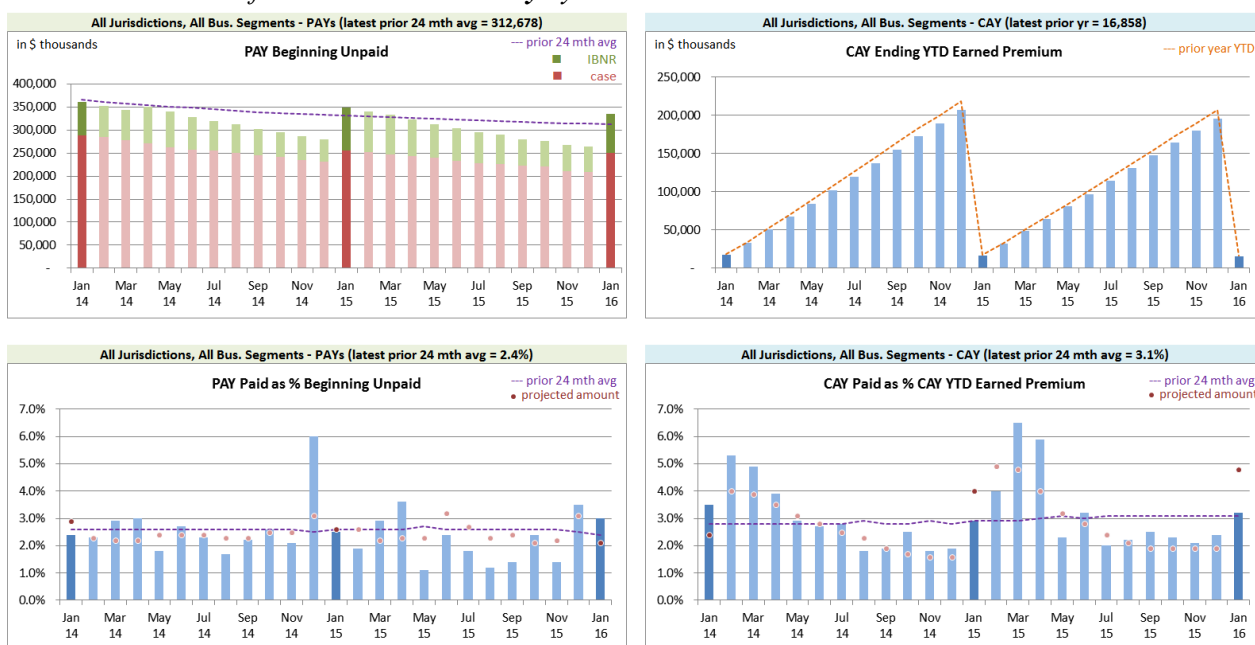 All Jurisdictions, All Bus. Segments - PAYs (latest prior 24 mth avg = 312,678)
in $ thousands
PAY Beginning Unpaid
--- prior 24 mth avg
IBNR
case
400,000
350,000
300,000
250,000
200,000
150,000
100,000
50,000
-
Jan 14 Mar 14 May 14 Jul 14 Sep 14 Nov 14 Jan 15 Mar 15 May 15 Jul 15 Sep 15 Nov 15 Jan 16
All Jurisdictions, All Bus. Segments - CAY (latest prior yr = 16,858)
in $ thousands
CAY Ending YTD Earned Premium
--- prior year YTD
250,000
200,000
150,000
100,000
50,000
-
Jan 14 Mar 14 May 14 Jul 14 Sep 14 Nov 14 Jan 15 Mar 15 May 15 Jul 15 Sep 15 Nov 15 Jan 16
All Jurisdictions, All Bus. Segments - PAYs (latest prior 24 mth avg = 2.4%)
PAY Paid as % Beginning Unpaid
--- prior 24 mth avg
projected amount
7.0%
6.0%
5.0%
4.0%
3.0%
2.0%
1.0%
0.0%
Jan 14 Mar 14 May 14 Jul 14 Sep 14 Nov 14 Jan 15 Mar 15 May 15 Jul 15 Sep 15 Nov 15 Jan 16
All Jurisdictions, All Bus. Segments - CAY (latest prior 24 mth avg = 3.1%)
CAY Paid as % CAY YTD Earned Premium
--- prior 24 mth avg
projected amount
7.0%
6.0%
5.0%
4.0%
3.0%
2.0%
1.0%
0.0%
Jan 14 Mar 14 May 14 Jul 14 Sep 14 Nov 14 Jan 15 Mar 15 May 15 Jul 15 Sep 15 Nov 15 Jan 16